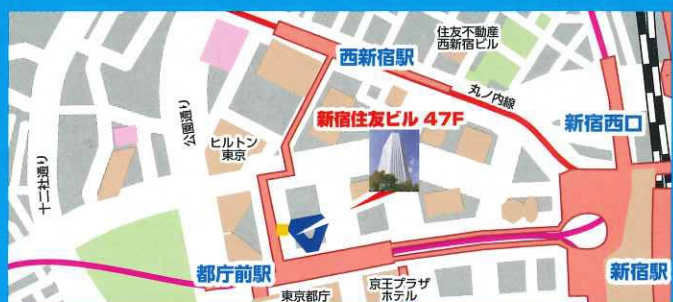 住友不動産
西新宿ビル
西新宿駅
丸ノ内線
公園通り
新宿住友ビル 47F
新宿西口
ヒルトン
東京
十二社通り
都庁前駅
東京都庁
京王プラザ
ホテル
新宿駅